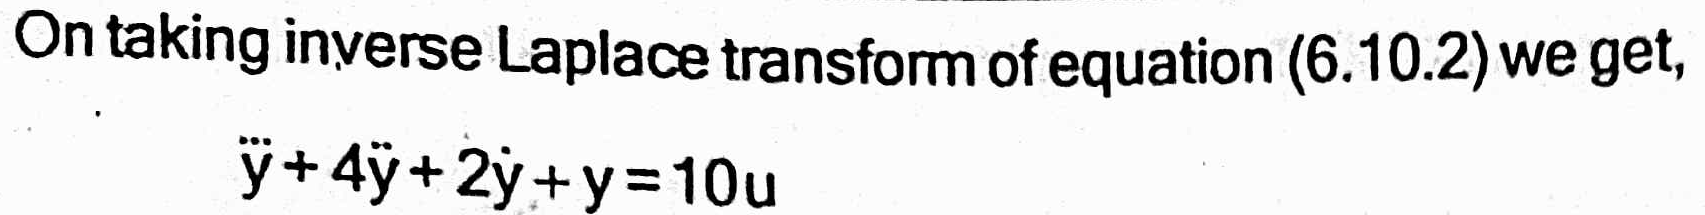 On taking inverse Laplace transform of equation (6.10.2) we get,
y⃛ + 4ÿ + 2ẏ + y = 10u